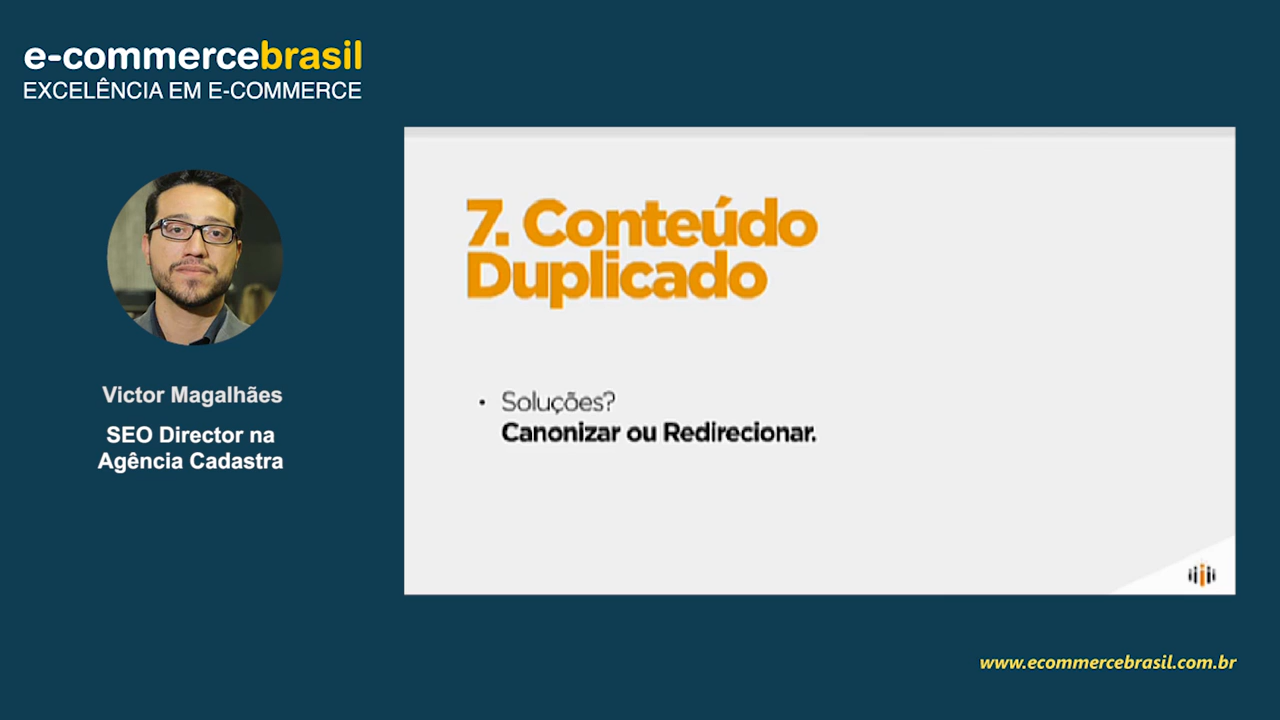 e-commercebrasil
EXCELÊNCIA EM E-COMMERCE
Victor Magalhães
SEO Director na
Agência Cadastra
7. Conteúdo
Duplicado
• Soluções?
Canonizar ou Redirecionar.
www.ecommercebrasil.com.br